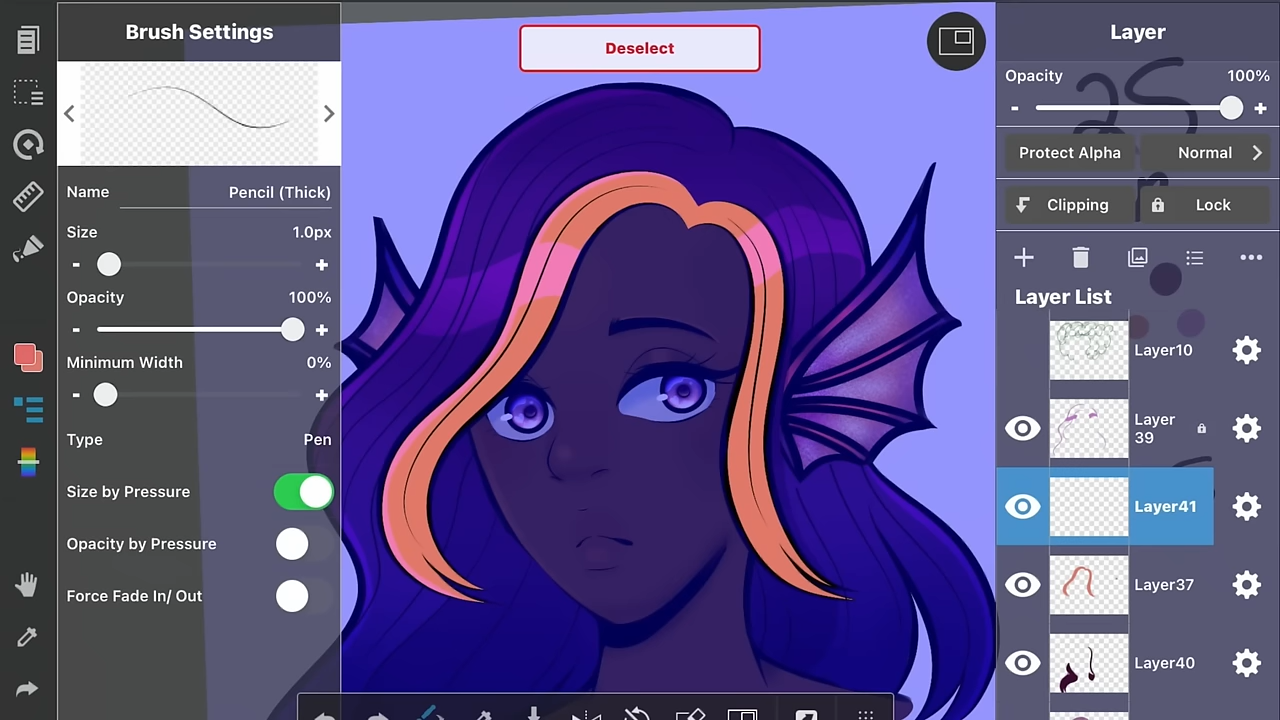 Brush Settings
Name Pencil (Thick)
Size 1.0px
- +
Opacity 100%
- +
Minimum Width 0%
- +
Type Pen
Size by Pressure
Opacity by Pressure
Force Fade In/ Out
Deselect
Layer
Opacity 100%
- +
Protect Alpha Normal
Clipping Lock
Layer List
Layer10
Layer
39
Layer41
Layer37
Layer40